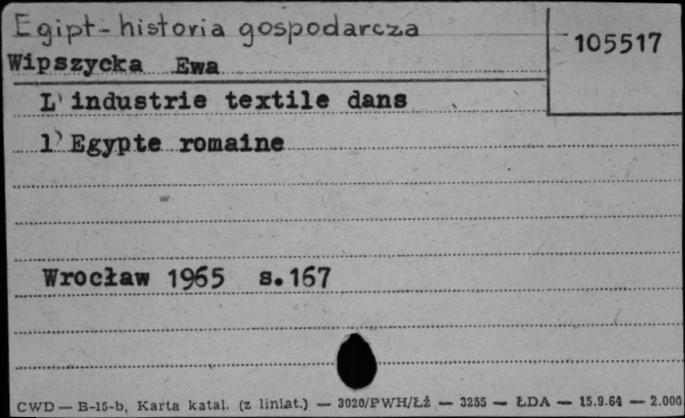 Egipt - historia gospodarcza
105517
Wipszycka Ewa
L'industrie textile dans
l'Egypte romaine
Wrocław 1965 s.167
CWD — B-15-b, Karta katal. (z liniat.) — 3020/PWH/Łź — 3255 — ŁDA — 15.9.64 — 2.000